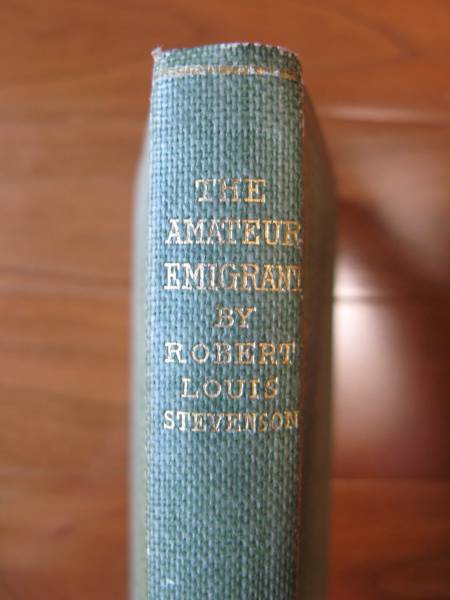 THE
AMATEUR
EMIGRANT
BY
ROBERT
LOUIS
STEVENSON